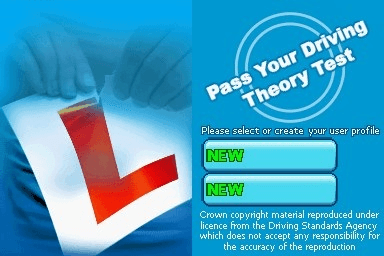 Pass Your Driving
Theory Test
Please select or create your user profile
NEW
NEW
Crown copyright material reproduced under
licence from the Driving Standards Agency
which does not accept any responsibility for
the accuracy of the reproduction
L